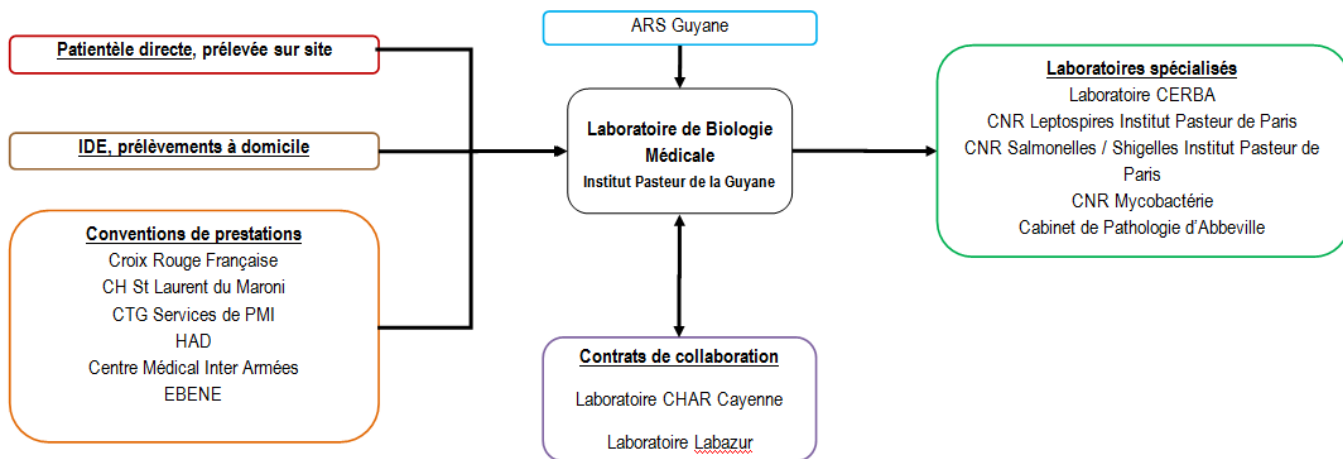 Patientèle directe, prélevée sur site
IDE, prélèvements à domicile
Conventions de prestations
Croix Rouge Française
CH St Laurent du Maroni
CTG Services de PMI
HAD
Centre Médical Inter Armées
EBENE
ARS Guyane
Laboratoire de Biologie
Médicale
Institut Pasteur de la Guyane
Contrats de collaboration
Laboratoire CHAR Cayenne
Laboratoire Labazur
Laboratoires spécialisés
Laboratoire CERBA
CNR Leptospires Institut Pasteur de Paris
CNR Salmonelles / Shigelles Institut Pasteur de
Paris
CNR Mycobactérie
Cabinet de Pathologie d'Abbeville